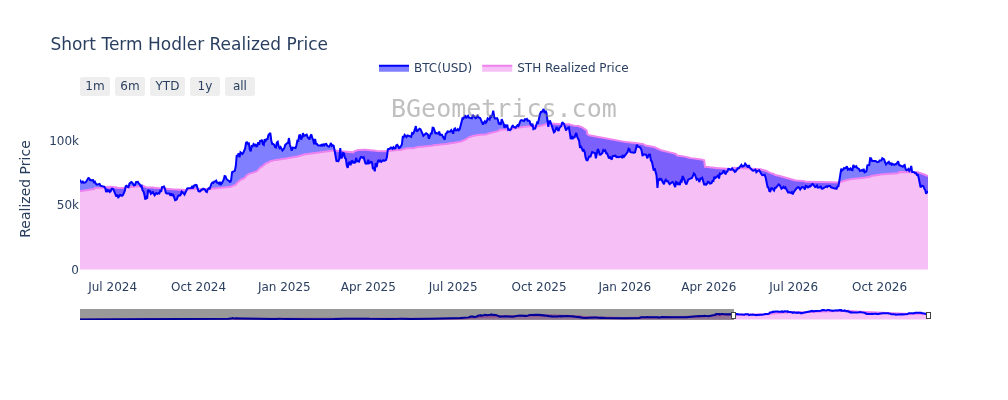 Short Term Hodler Realized Price
BTC(USD) STH Realized Price
1m 6m YTD 1y all
BGeometrics.com
Realized Price
100k
50k
0
Jul 2024 Oct 2024 Jan 2025 Apr 2025 Jul 2025 Oct 2025 Jan 2026 Apr 2026 Jul 2026 Oct 2026